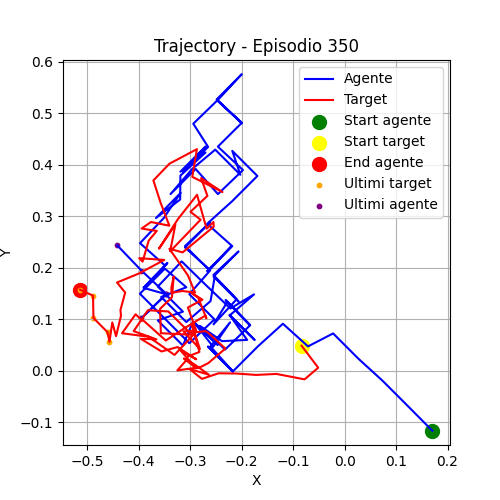 Trajectory - Episodio 350
Agente
Target
Start agente
Start target
End agente
Ultimi target
Ultimi agente
0.6
0.5
0.4
0.3
0.2
0.1
0.0
−0.1
Y
−0.5 −0.4 −0.3 −0.2 −0.1 0.0 0.1 0.2
X